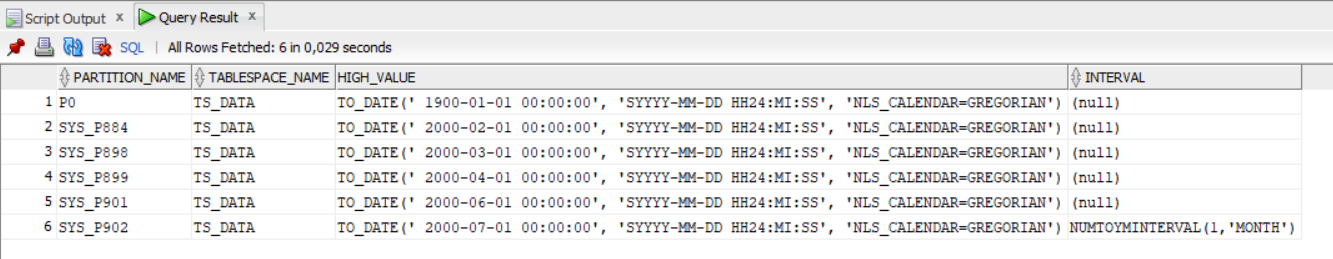 Script Output x Query Result x
SQL | All Rows Fetched: 6 in 0,029 seconds
PARTITION_NAME TABLESPACE_NAME HIGH_VALUE INTERVAL
1 P0 TS_DATA TO_DATE(' 1900-01-01 00:00:00', 'SYYYY-MM-DD HH24:MI:SS', 'NLS_CALENDAR=GREGORIAN') (null)
2 SYS_P884 TS_DATA TO_DATE(' 2000-02-01 00:00:00', 'SYYYY-MM-DD HH24:MI:SS', 'NLS_CALENDAR=GREGORIAN') (null)
3 SYS_P898 TS_DATA TO_DATE(' 2000-03-01 00:00:00', 'SYYYY-MM-DD HH24:MI:SS', 'NLS_CALENDAR=GREGORIAN') (null)
4 SYS_P899 TS_DATA TO_DATE(' 2000-04-01 00:00:00', 'SYYYY-MM-DD HH24:MI:SS', 'NLS_CALENDAR=GREGORIAN') (null)
5 SYS_P901 TS_DATA TO_DATE(' 2000-06-01 00:00:00', 'SYYYY-MM-DD HH24:MI:SS', 'NLS_CALENDAR=GREGORIAN') (null)
6 SYS_P902 TS_DATA TO_DATE(' 2000-07-01 00:00:00', 'SYYYY-MM-DD HH24:MI:SS', 'NLS_CALENDAR=GREGORIAN') NUMTOYMINTERVAL(1,'MONTH')